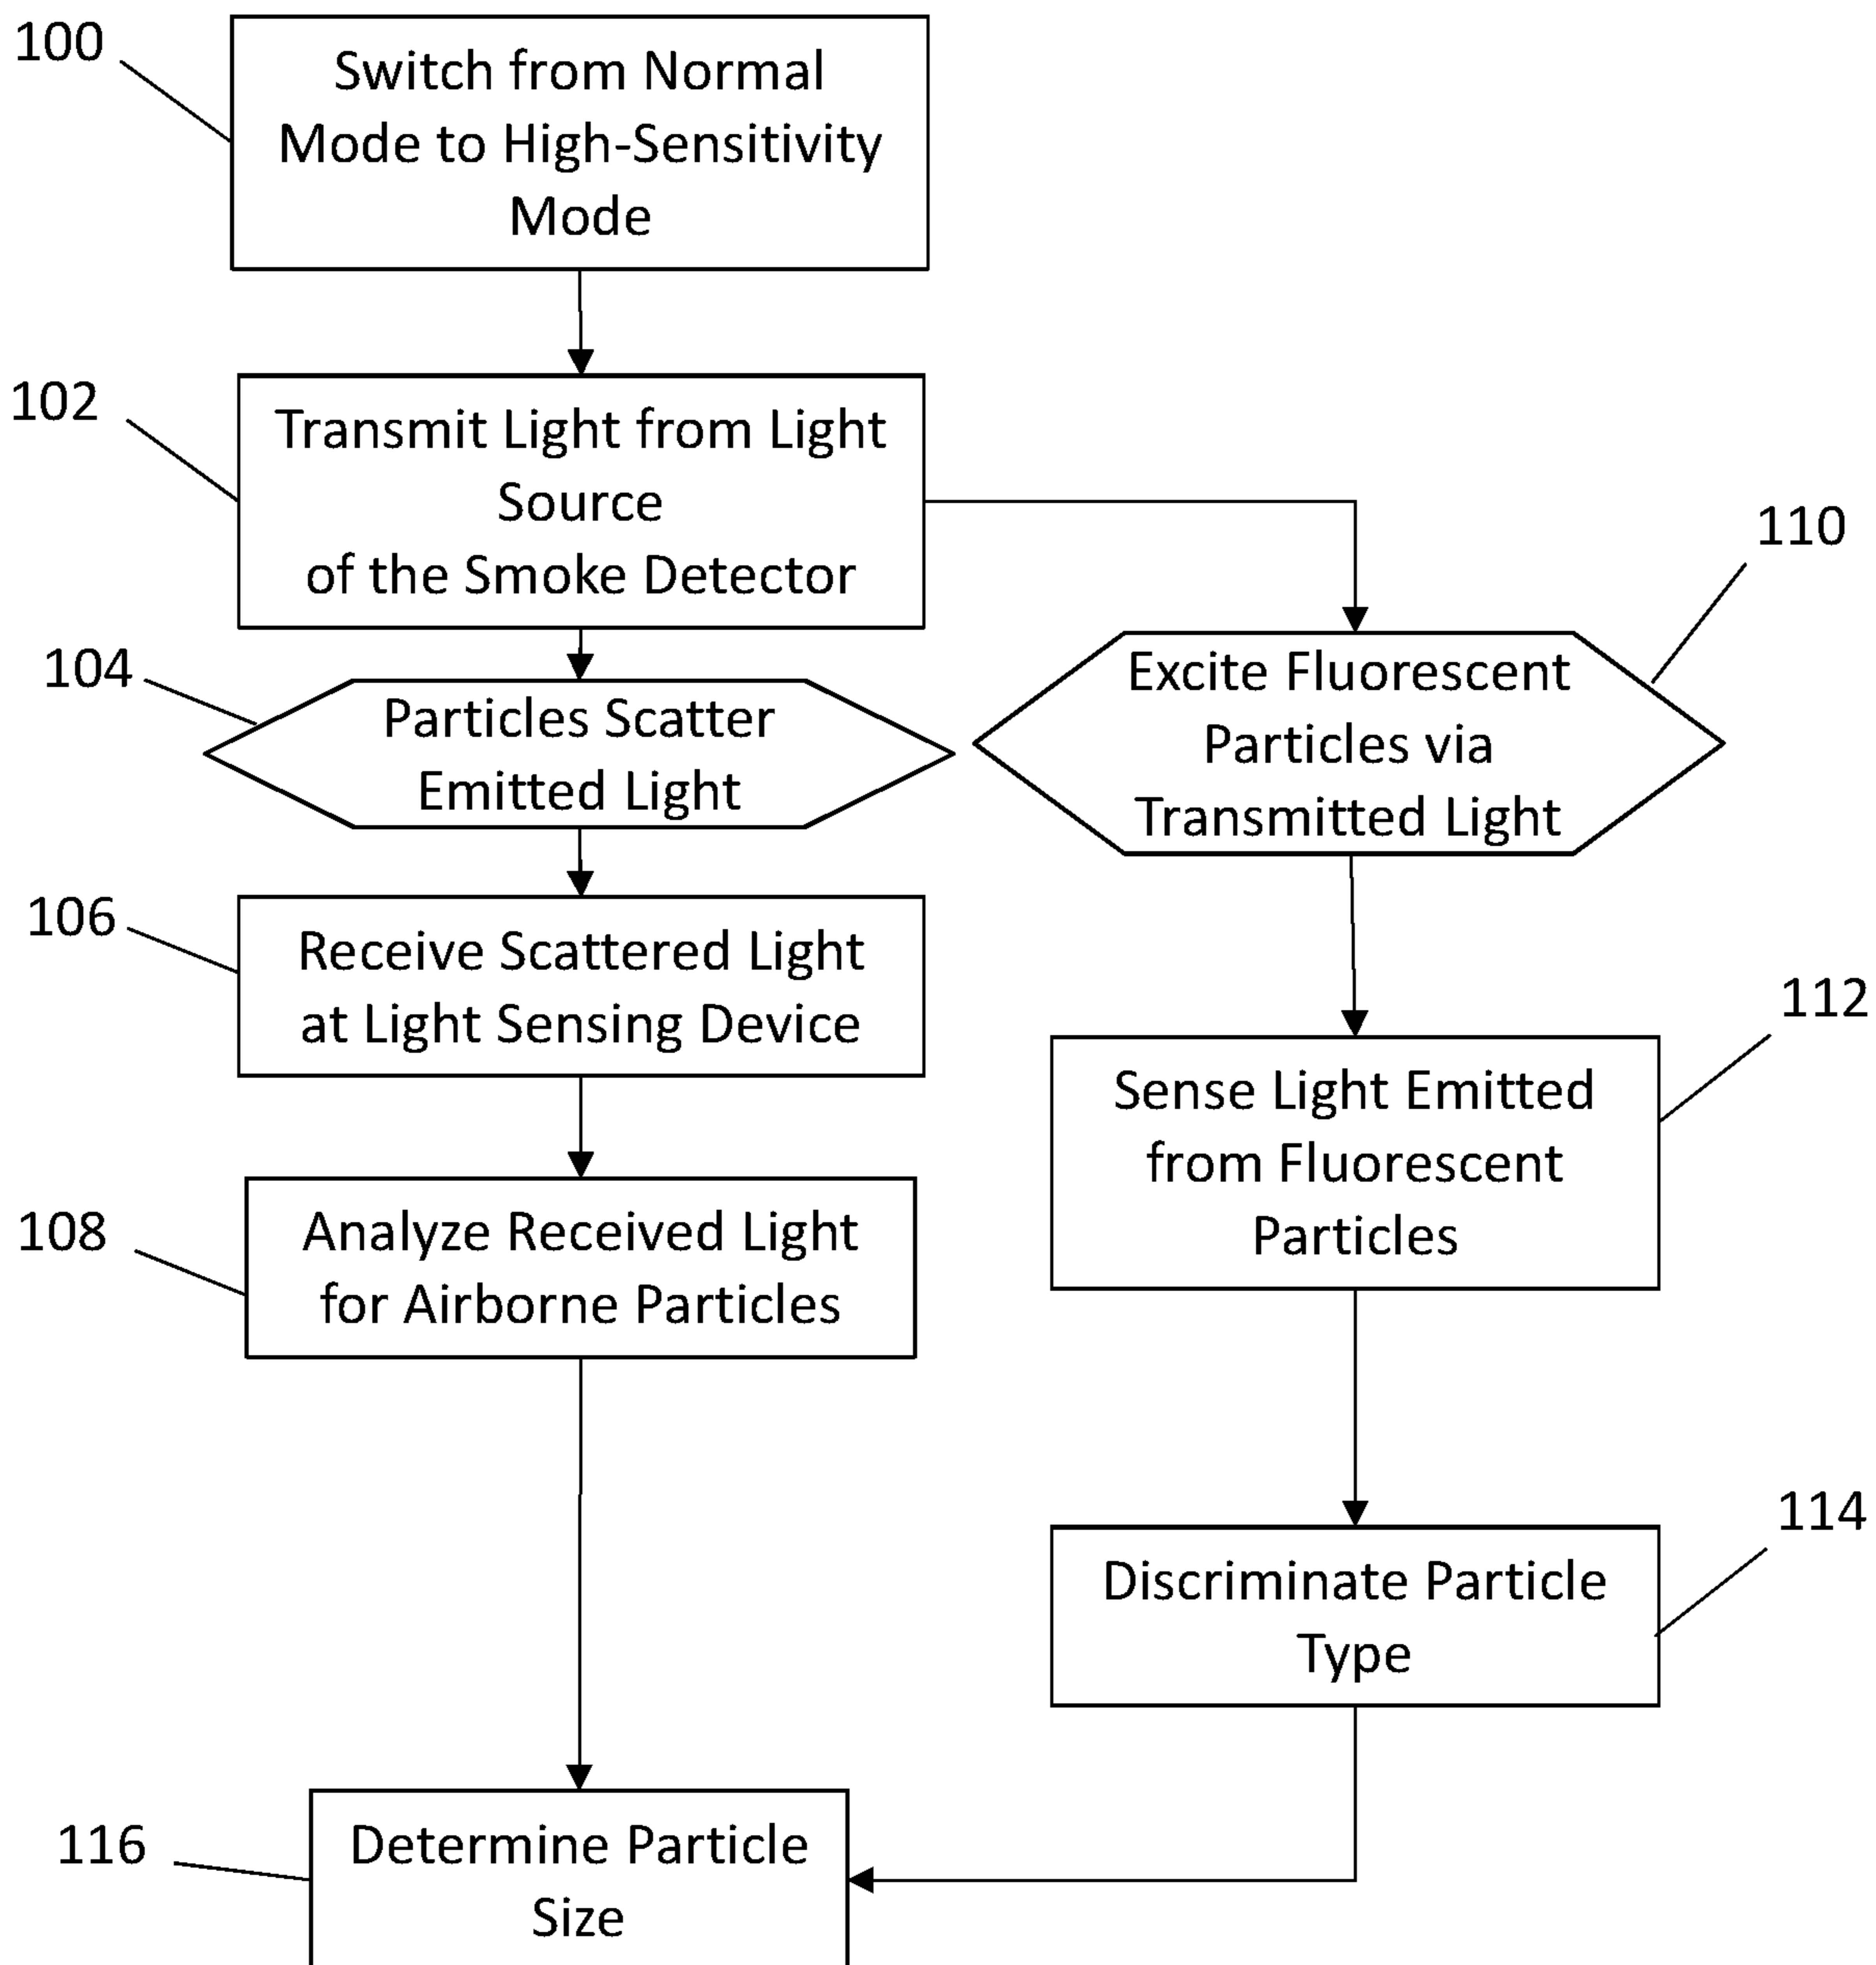 100
Switch from Normal
Mode to High-Sensitivity
Mode
102
Transmit Light from Light
Source
of the Smoke Detector
104
Particles Scatter
Emitted Light
106
Receive Scattered Light
at Light Sensing Device
108
Analyze Received Light
for Airborne Particles
110
Excite Fluorescent
Particles via
Transmitted Light
112
Sense Light Emitted
from Fluorescent
Particles
114
Discriminate Particle
Type
116
Determine Particle
Size